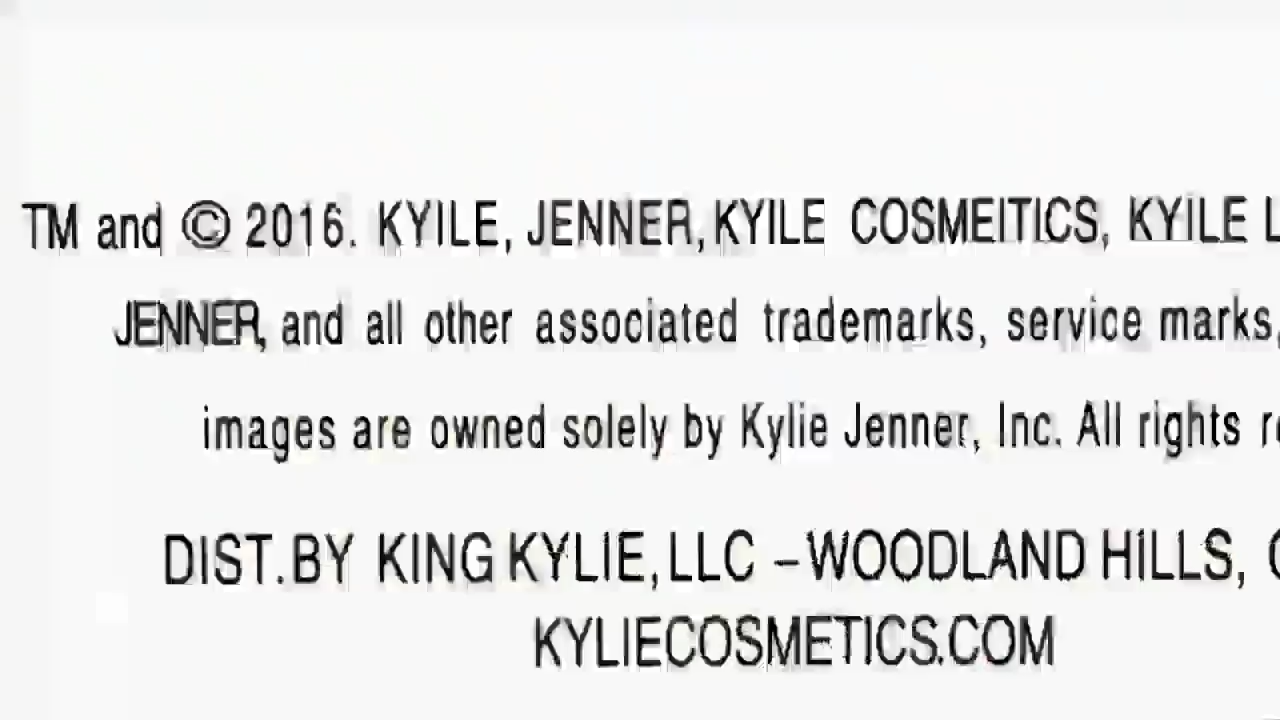 TM and © 2016. KYILE, JENNER, KYILE COSMEITICS, KYILE L
JENNER, and all other associated trademarks, service marks,
images are owned solely by Kylie Jenner, Inc. All rights
DIST.BY KING KYLIE, LLC –WOODLAND HILLS,
KYLIECOSMETICS.COM